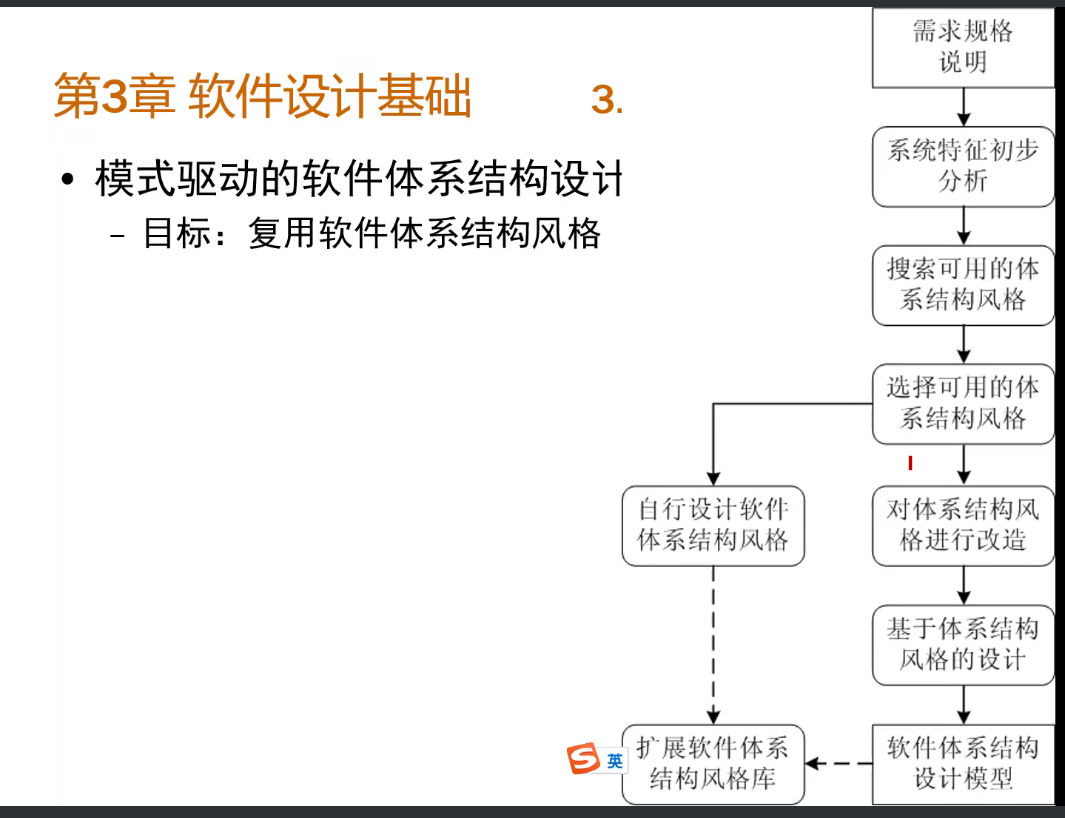 第3章 软件设计基础 3.
• 模式驱动的软件体系结构设计
– 目标：复用软件体系结构风格
需求规格
说明
系统特征初步
分析
搜索可用的体
系结构风格
选择可用的体
系结构风格
自行设计软件
体系结构风格
对体系结构风
格进行改造
基于体系结构
风格的设计
扩展软件体系
结构风格库
软件体系结构
设计模型
英